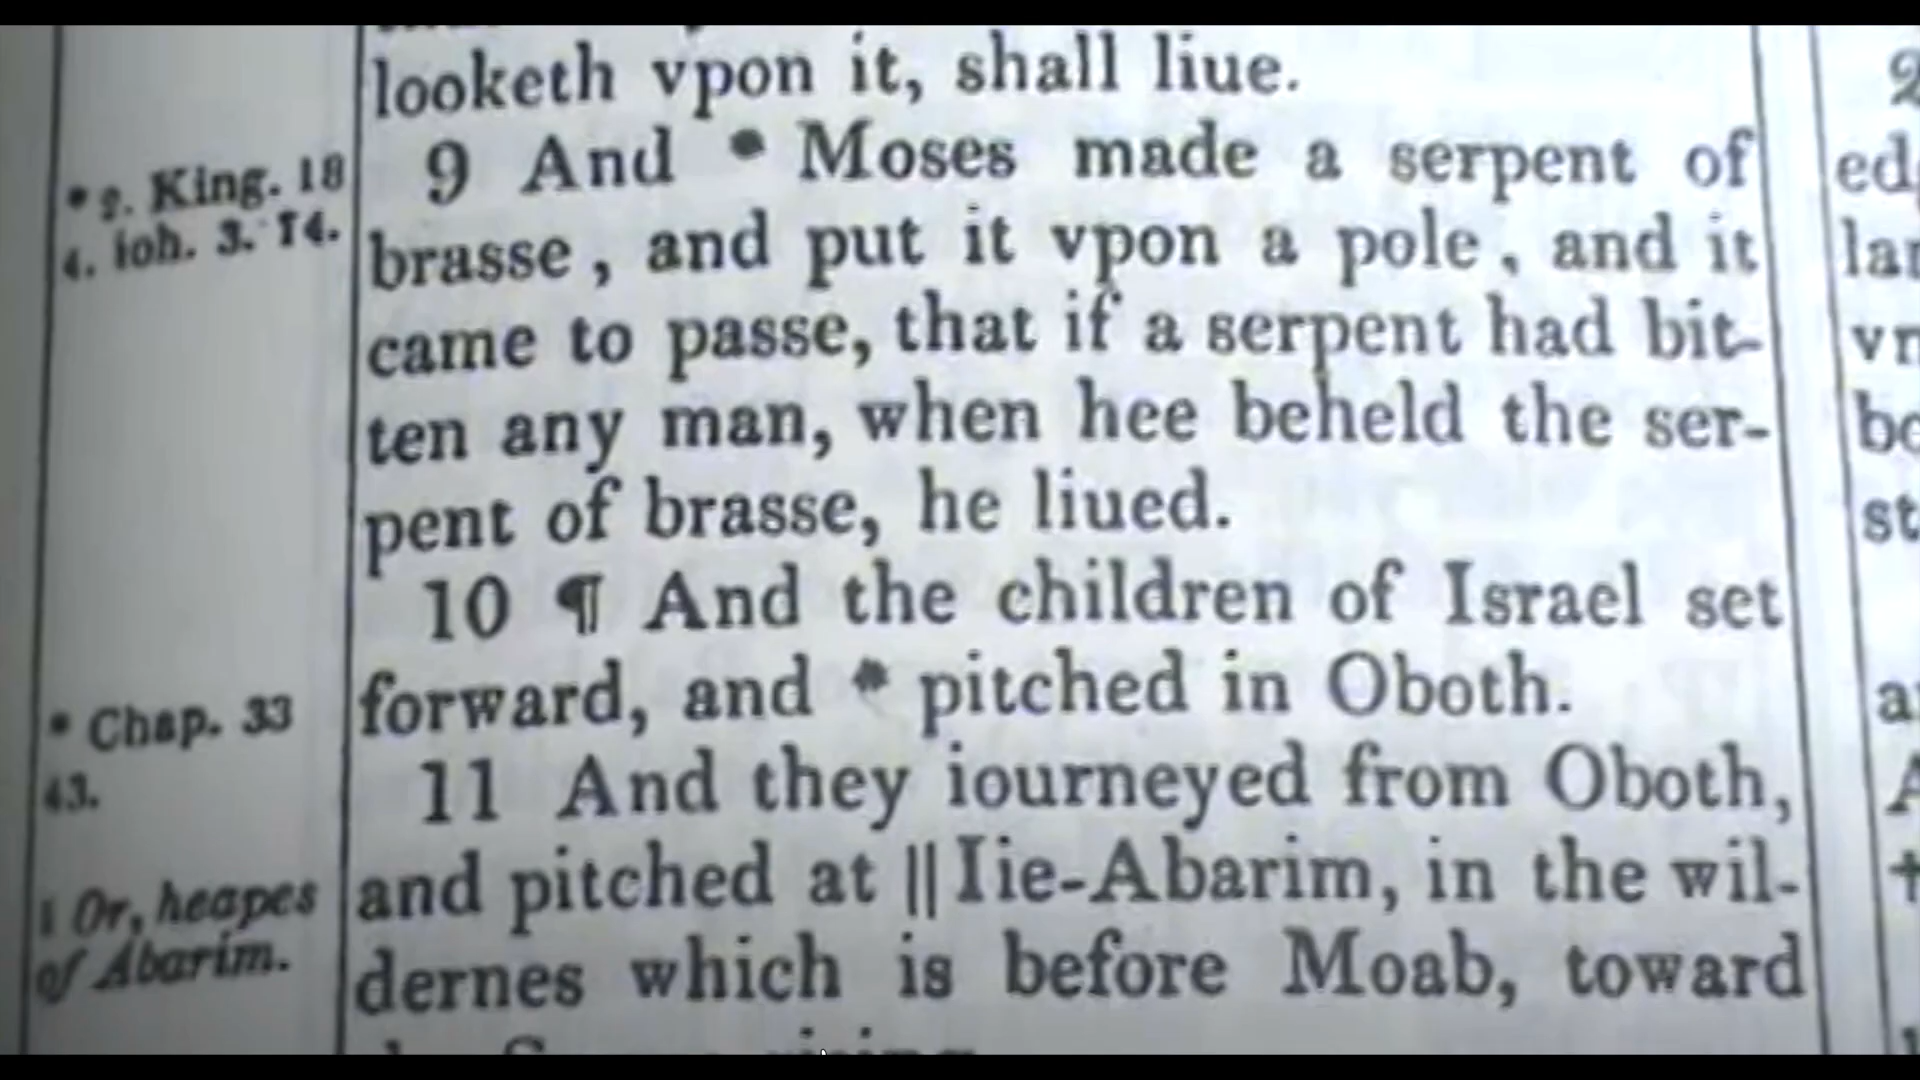 looketh vpon it, shall liue.
9 And * Moses made a serpent of
brasse, and put it vpon a pole, and it
came to passe, that if a serpent had bit-
ten any man, when hee beheld the ser-
pent of brasse, he liued.
10 ¶ And the children of Israel set
forward, and * pitched in Oboth.
11 And they iourneyed from Oboth,
and pitched at || Iie-Abarim, in the wil-
dernes which is before Moab, toward
* 2. King. 18
4. ioh. 3. 14.
* Chap. 33
43.
Or, heapes
of Abarim.
ed